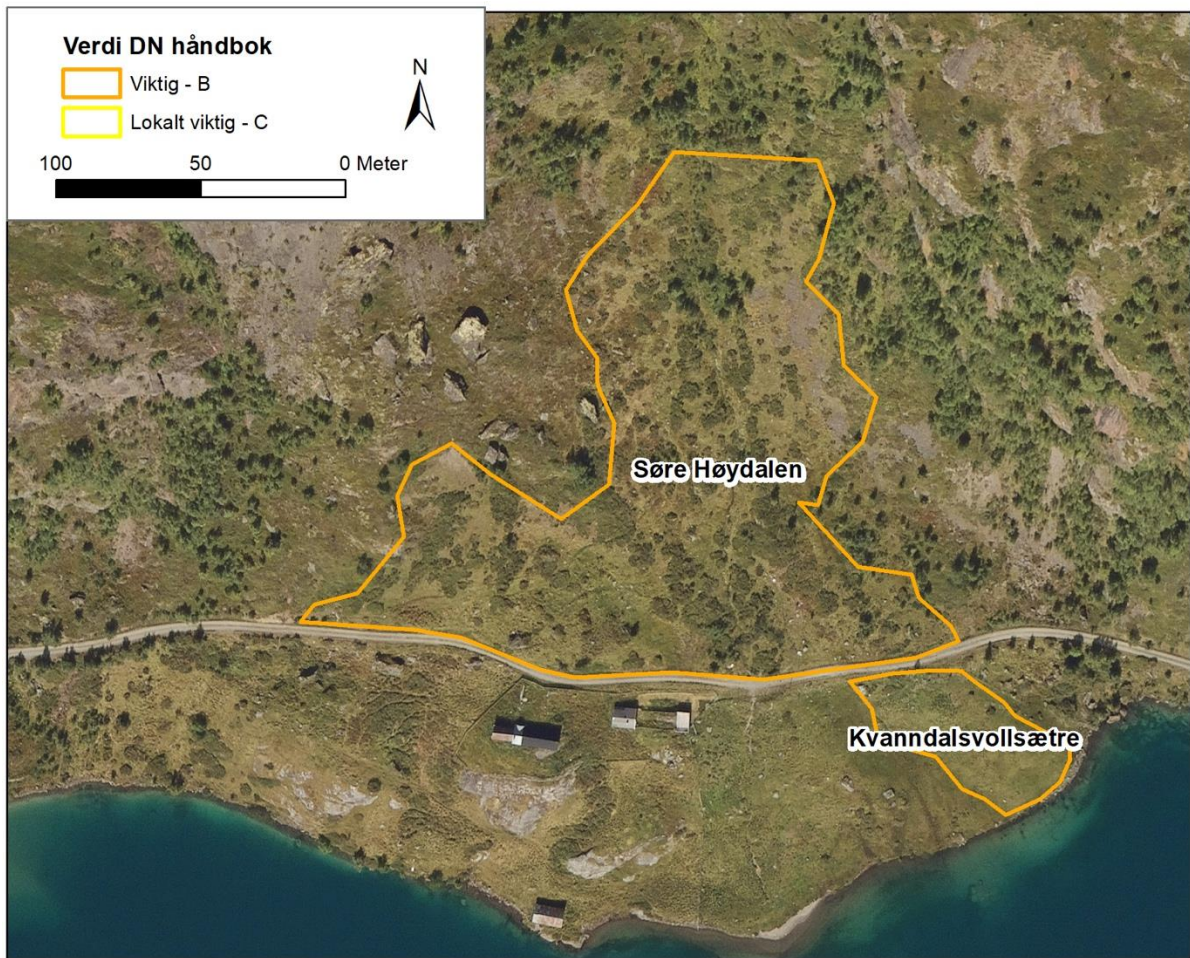 Verdi DN håndbok
Viktig - B
Lokalt viktig - C
N
100 50 0 Meter
Søre Høydalen
Kvanndalsvollsætre